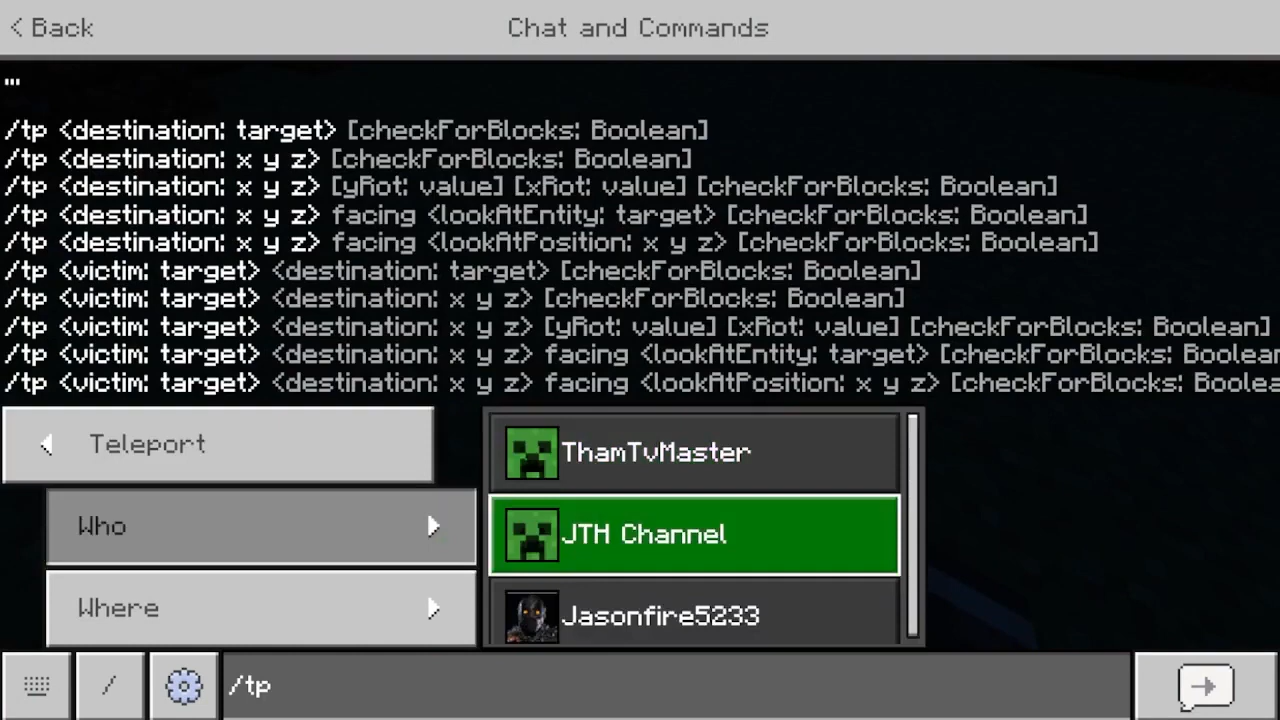 Back
Chat and Commands
...
/tp <destination: target> [checkForBlocks: Boolean]
/tp <destination: x y z> [checkForBlocks: Boolean]
/tp <destination: x y z> [yRot: value] [xRot: value] [checkForBlocks: Boolean]
/tp <destination: x y z> facing <lookAtEntity: target> [checkForBlocks: Boolean]
/tp <destination: x y z> facing <lookAtPosition: x y z> [checkForBlocks: Boolean]
/tp <victim: target> <destination: target> [checkForBlocks: Boolean]
/tp <victim: target> <destination: x y z> [checkForBlocks: Boolean]
/tp <victim: target> <destination: x y z> [yRot: value] [xRot: value] [checkForBlocks: Boolean]
/tp <victim: target> <destination: x y z> facing <lookAtEntity: target> [checkForBlocks: Boolean
/tp <victim: target> <destination: x y z> facing <lookAtPosition: x y z> [checkForBlocks: Boolea
Teleport
Who
Where
ThamTvMaster
JTH Channel
Jasonfire5233
/
/tp